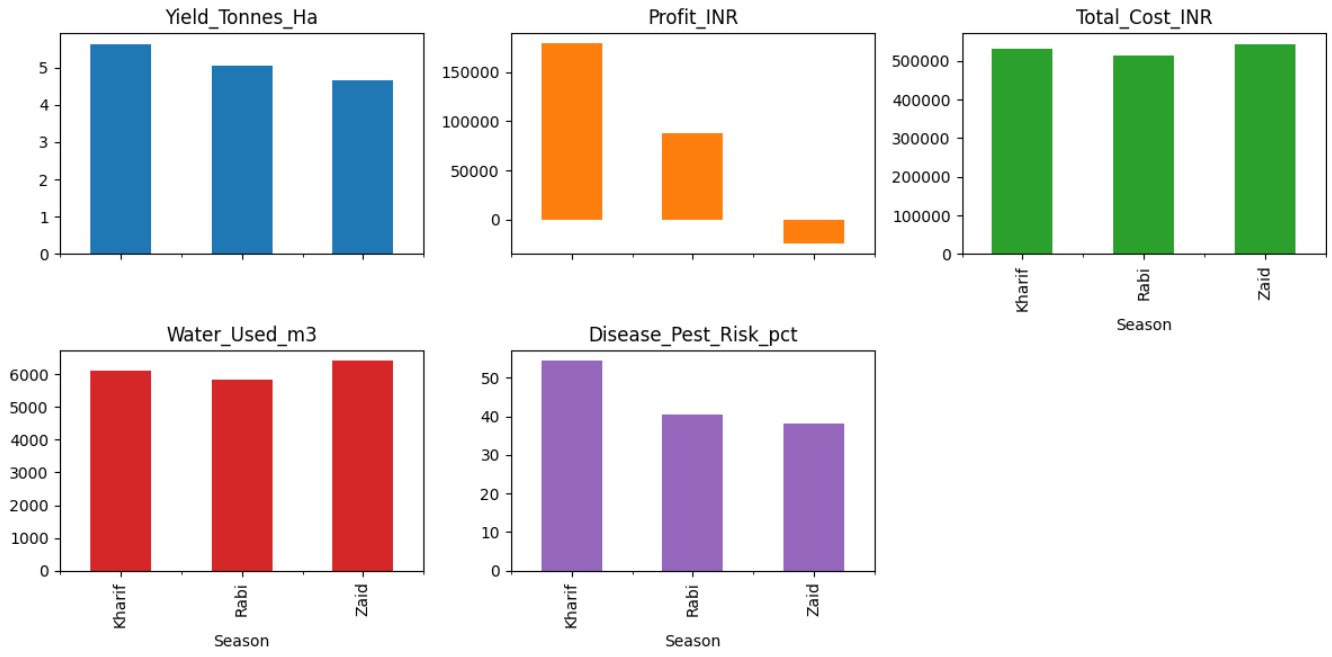 Yield_Tonnes_Ha
5
4
3
2
1
0
Profit_INR
150000
100000
50000
0
Total_Cost_INR
500000
400000
300000
200000
100000
0
Kharif
Rabi
Zaid
Season
Water_Used_m3
6000
5000
4000
3000
2000
1000
0
Kharif
Rabi
Zaid
Season
Disease_Pest_Risk_pct
50
40
30
20
10
0
Kharif
Rabi
Zaid
Season